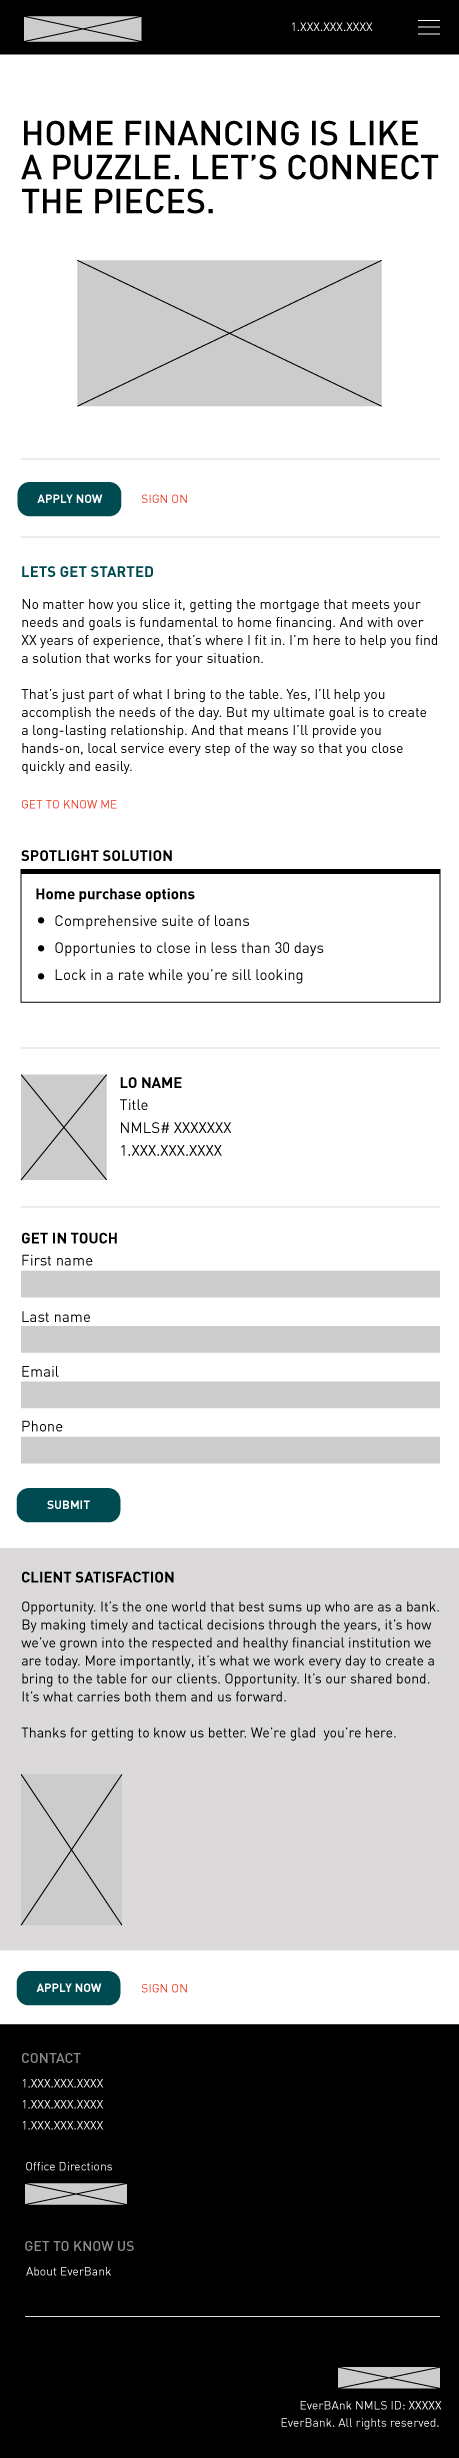 1.XXX.XXX.XXXX
HOME FINANCING IS LIKE
A PUZZLE. LET’S CONNECT
THE PIECES.
APPLY NOW SIGN ON
LETS GET STARTED
No matter how you slice it, getting the mortgage that meets your
needs and goals is fundamental to home financing. And with over
XX years of experience, that’s where I fit in. I’m here to help you find
a solution that works for your situation.
That’s just part of what I bring to the table. Yes, I’ll help you
accomplish the needs of the day. But my ultimate goal is to create
a long-lasting relationship. And that means I’ll provide you
hands-on, local service every step of the way so that you close
quickly and easily.
GET TO KNOW ME
SPOTLIGHT SOLUTION
Home purchase options
• Comprehensive suite of loans
• Opportunies to close in less than 30 days
• Lock in a rate while you’re sill looking
LO NAME
Title
NMLS# XXXXXXX
1.XXX.XXX.XXXX
GET IN TOUCH
First name
Last name
Email
Phone
SUBMIT
CLIENT SATISFACTION
Opportunity. It’s the one world that best sums up who are as a bank.
By making timely and tactical decisions through the years, it’s how
we’ve grown into the respected and healthy financial institution we
are today. More importantly, it’s what we work every day to create a
bring to the table for our clients. Opportunity. It’s our shared bond.
It’s what carries both them and us forward.
Thanks for getting to know us better. We’re glad  you’re here.
APPLY NOW SIGN ON
CONTACT
1.XXX.XXX.XXXX
1.XXX.XXX.XXXX
1.XXX.XXX.XXXX
Office Directions
GET TO KNOW US
About EverBank
EverBAnk NMLS ID: XXXXX
EverBank. All rights reserved.